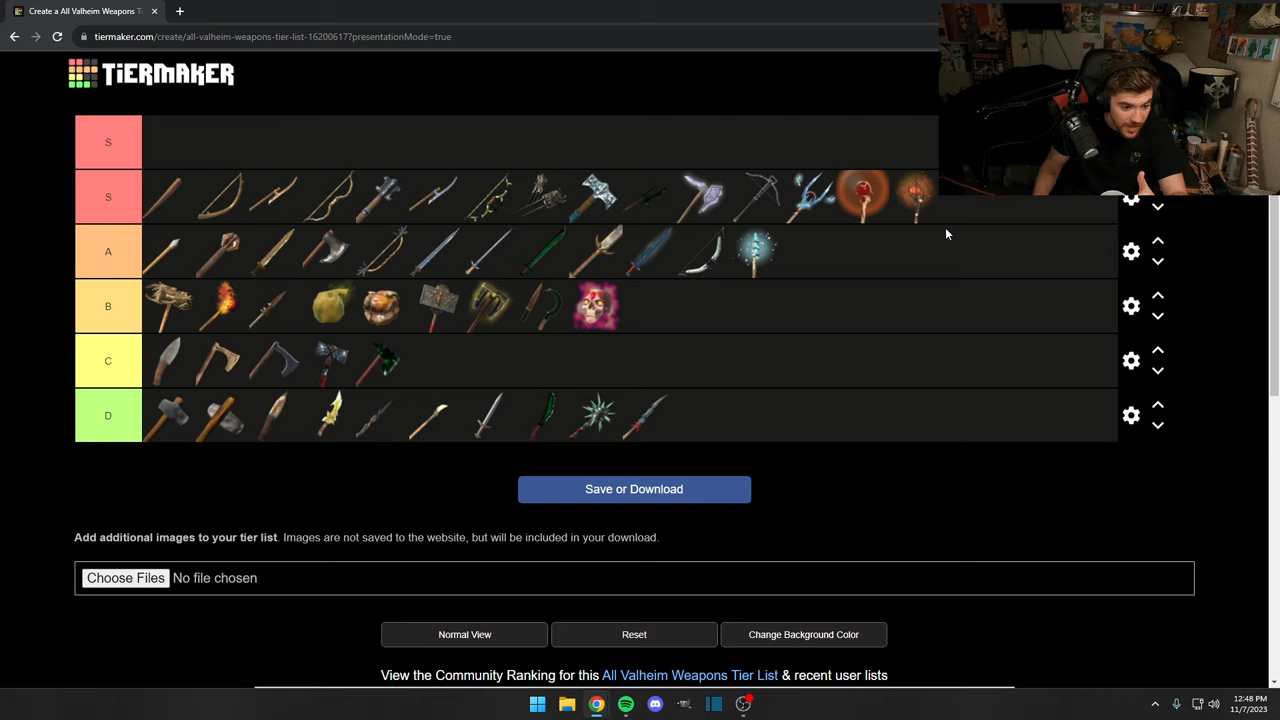 Create a All Valheim Weapons Ti
tiermaker.com/create/all-valheim-weapons-tier-list-16200617?presentationMode=true
TiERMAKER
S
S
A
B
C
D
Save or Download
Add additional images to your tier list. Images are not saved to the website, but will be included in your download.
Choose Files No file chosen
Normal View
Reset
Change Background Color
View the Community Ranking for this All Valheim Weapons Tier List & recent user lists
12:48 PM
11/7/2023